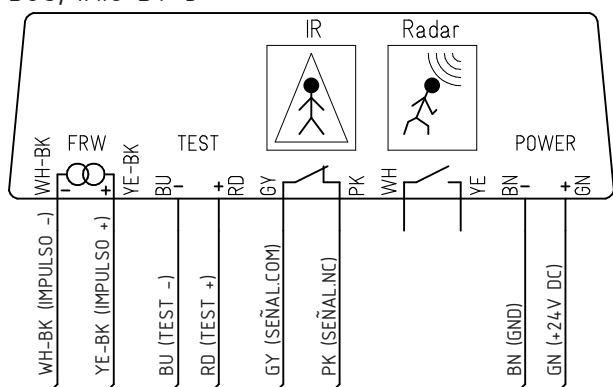 IR Radar
FRW TEST POWER
WH-BK - + YE-BK BU - + RD GY PK WH YE BN - + GN
WH-BK (IMPULSO -)
YE-BK (IMPULSO +)
BU (TEST -)
RD (TEST +)
GY (SEÑAL.COM)
PK (SEÑAL.NC)
BN (GND)
GN (+24V DC)